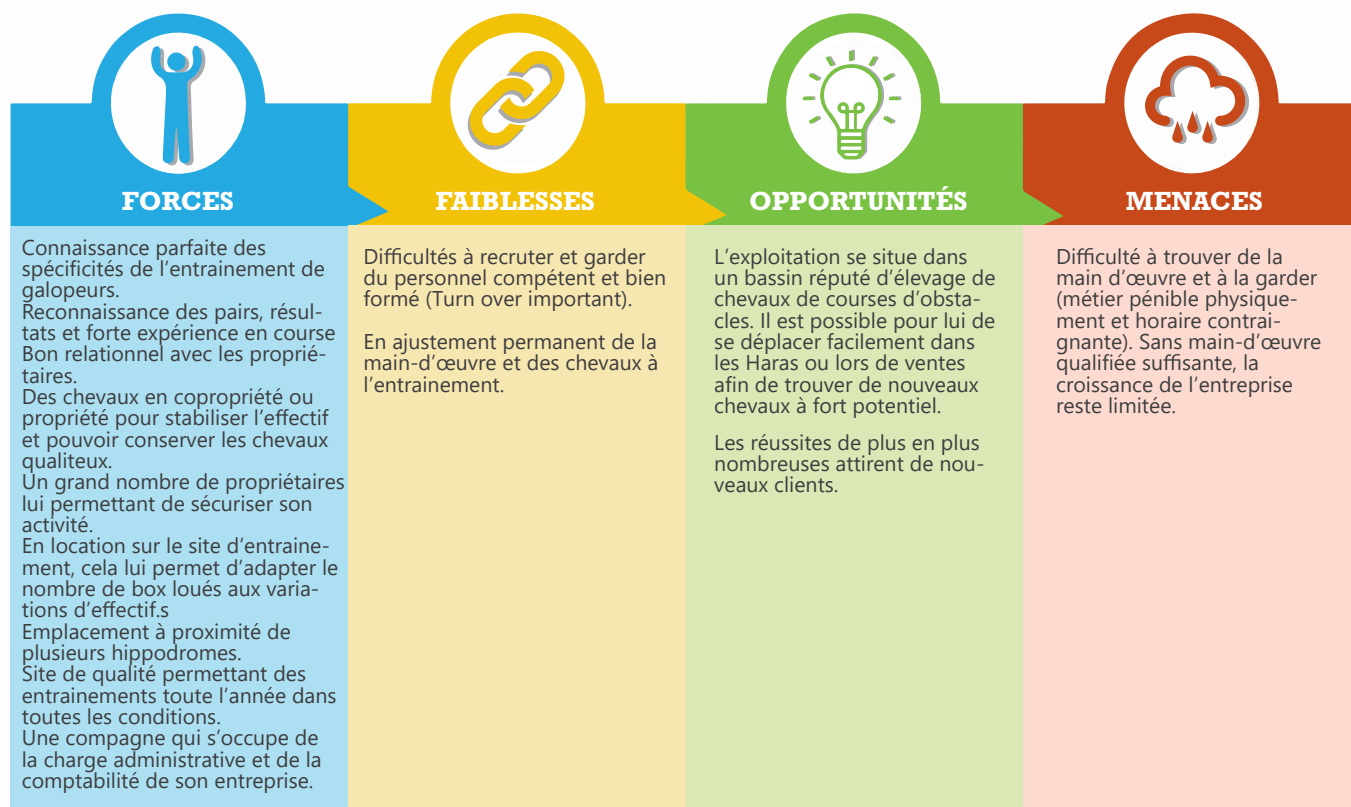 FORCES
Connaissance parfaite des
spécificités de l'entrainement de
galopeurs.
Reconnaissance des pairs, résul-
tats et forte expérience en course
Bon relationnel avec les proprié-
taires.
Des chevaux en copropriété ou
propriété pour stabiliser l'effectif
et pouvoir conserver les chevaux
qualiteux.
Un grand nombre de propriétaires
lui permettant de sécuriser son
activité.
En location sur le site d'entraine-
ment, cela lui permet d'adapter le
nombre de box loués aux varia-
tions d'effectif.s
Emplacement à proximité de
plusieurs hippodromes.
Site de qualité permettant des
entrainements toute l'année dans
toutes les conditions.
Une compagne qui s'occupe de
la charge administrative et de la
comptabilité de son entreprise.
FAIBLESSES
Difficultés à recruter et garder
du personnel compétent et bien
formé (Turn over important).
En ajustement permanent de la
main-d'œuvre et des chevaux à
l'entrainement.
OPPORTUNITÉS
L'exploitation se situe dans
un bassin réputé d'élevage de
chevaux de courses d'obsta-
cles. Il est possible pour lui de
se déplacer facilement dans
les Haras ou lors de ventes
afin de trouver de nouveaux
chevaux à fort potentiel.
Les réussites de plus en plus
nombreuses attirent de nou-
veaux clients.
MENACES
Difficulté à trouver de la
main d'œuvre et à la garder
(métier pénible physique-
ment et horaire contrai-
gnante). Sans main-d'œuvre
qualifiée suffisante, la
croissance de l'entreprise
reste limitée.